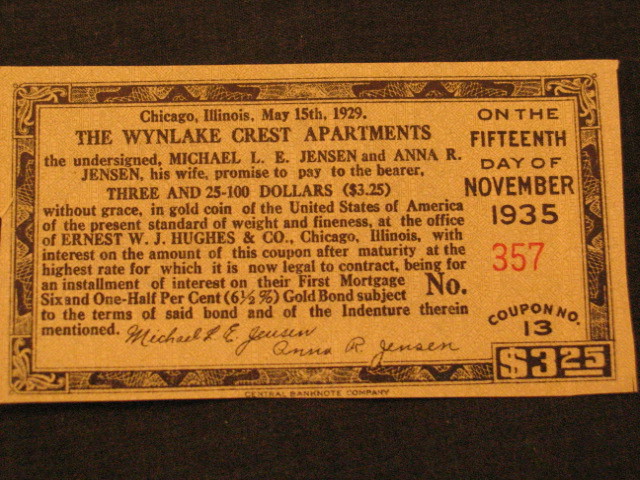 Chicago, Illinois, May 15th, 1929.
THE WYNLAKE CREST APARTMENTS
the undersigned, MICHAEL L. E. JENSEN and ANNA R.
JENSEN, his wife, promise to pay to the bearer,
THREE AND 25-100 DOLLARS ($3.25)
without grace, in gold coin of the United States of America
of the present standard of weight and fineness, at the office
of ERNEST W. J. HUGHES & CO., Chicago, Illinois, with
interest on the amount of this coupon after maturity at the
highest rate for which it is now legal to contract, being for
an installment of interest on their First Mortgage
Six and One-Half Per Cent (6½%) Gold Bond subject
to the terms of said bond and of the Indenture therein
mentioned.
Michael L. E. Jensen
Anna R. Jensen
ON THE
FIFTEENTH
DAY OF
NOVEMBER
1935
357
No.
COUPON NO.
13
$3.25
CENTRAL BANKNOTE COMPANY